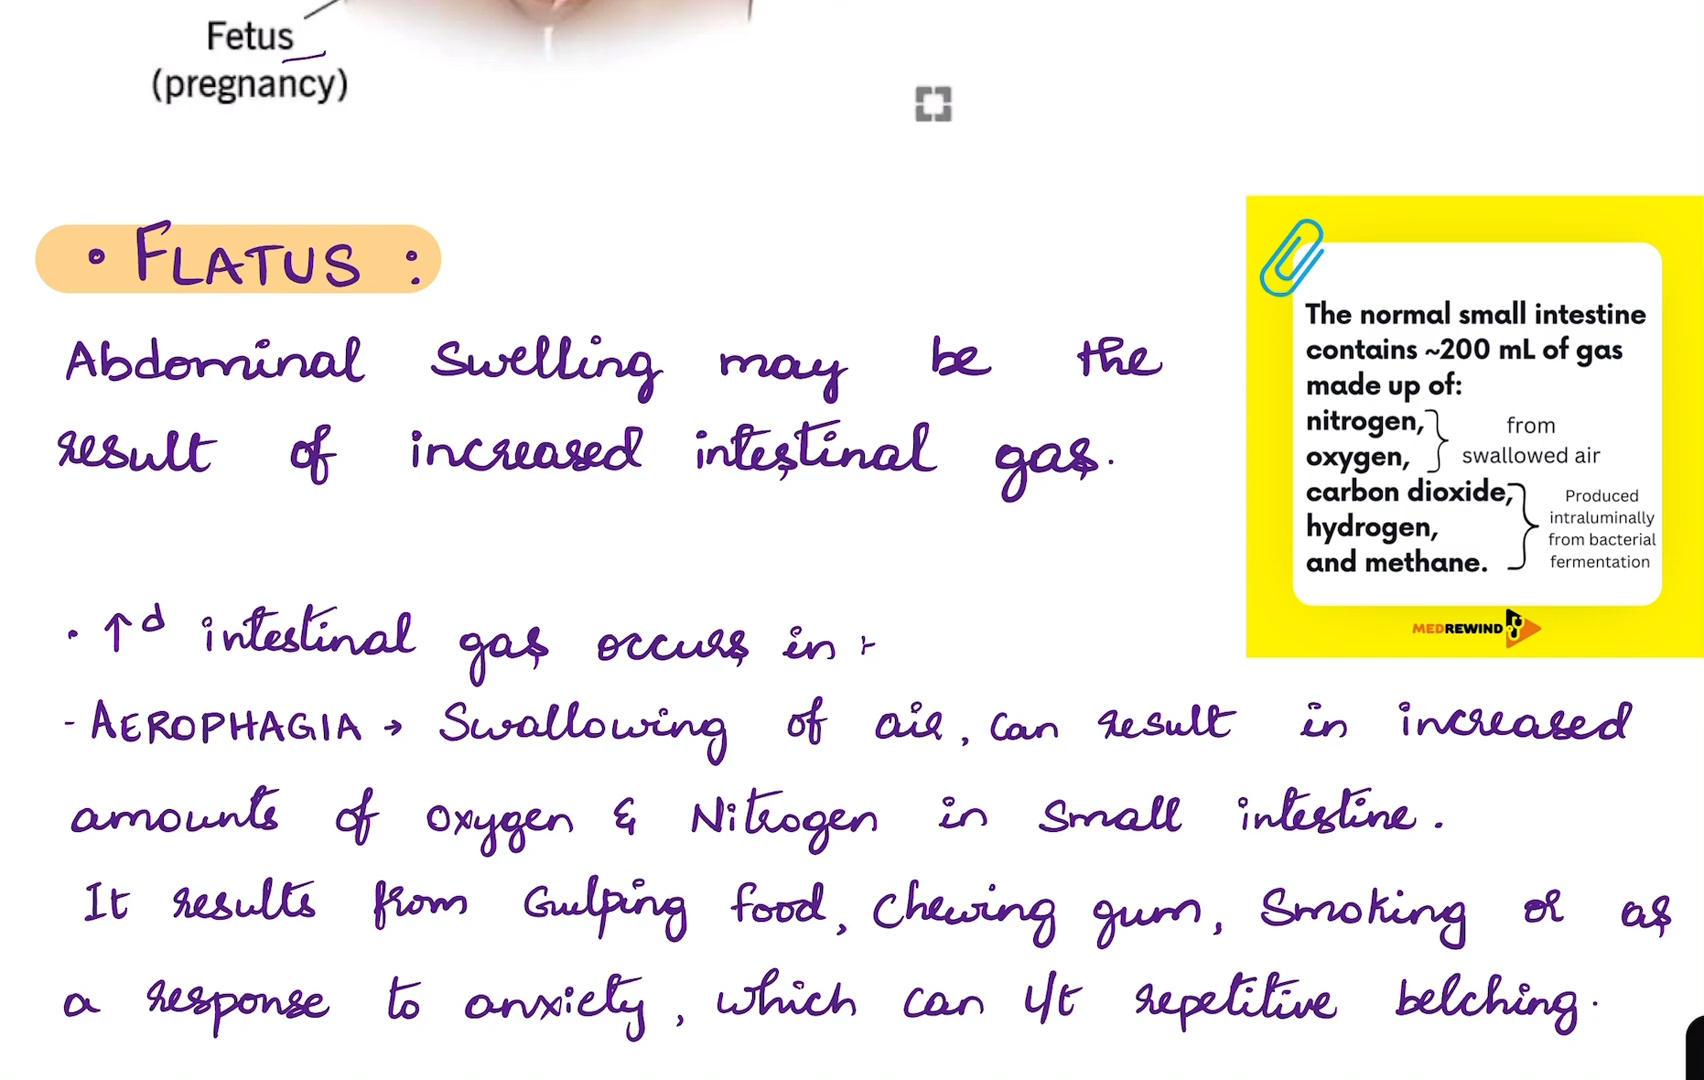 Fetus
(pregnancy)
• FLATUS :
Abdominal swelling may be the
result of increased intestinal gas.
The normal small intestine
contains ~200 mL of gas
made up of:
nitrogen,
oxygen,
from
swallowed air
carbon dioxide,
hydrogen,
and methane.
Produced
intraluminally
from bacterial
fermentation
MEDREWIND
• ↑d intestinal gas occurs in :
- AEROPHAGIA → Swallowing of air, can result in increased
amounts of oxygen & Nitrogen in small intestine.
It results from Gulping food, Chewing gum, Smoking or as
a response to anxiety, which can l/t repetitive belching.